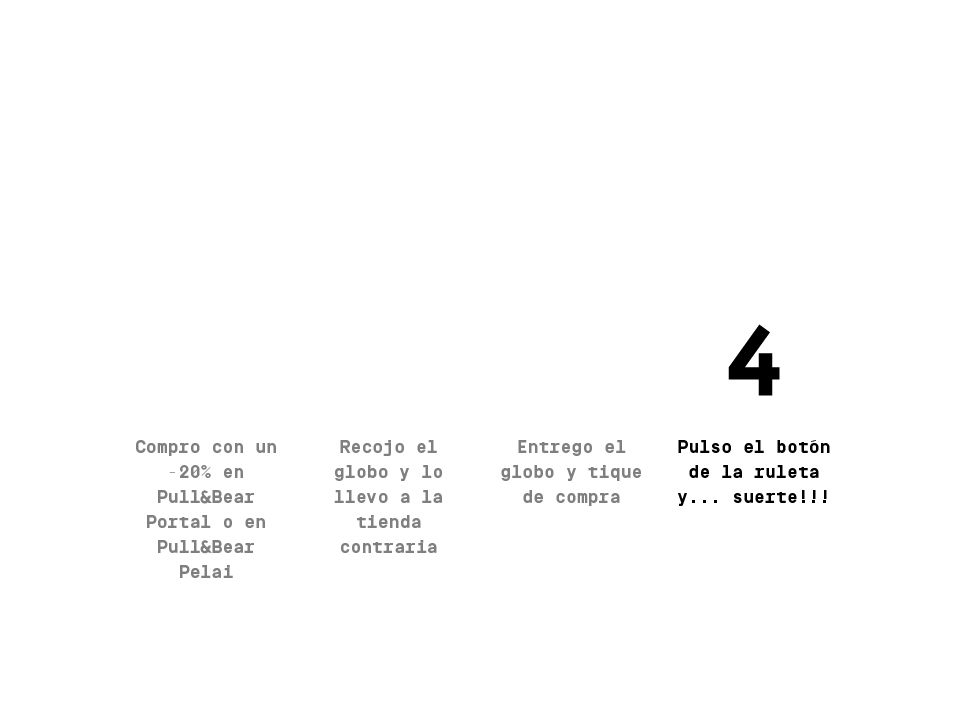 4
Compro con un
-20% en
Pull&Bear
Portal o en
Pull&Bear
Pelai
Recojo el
globo y lo
llevo a la
tienda
contraria
Entrego el
globo y tique
de compra
Pulso el botón
de la ruleta
y... suerte!!!